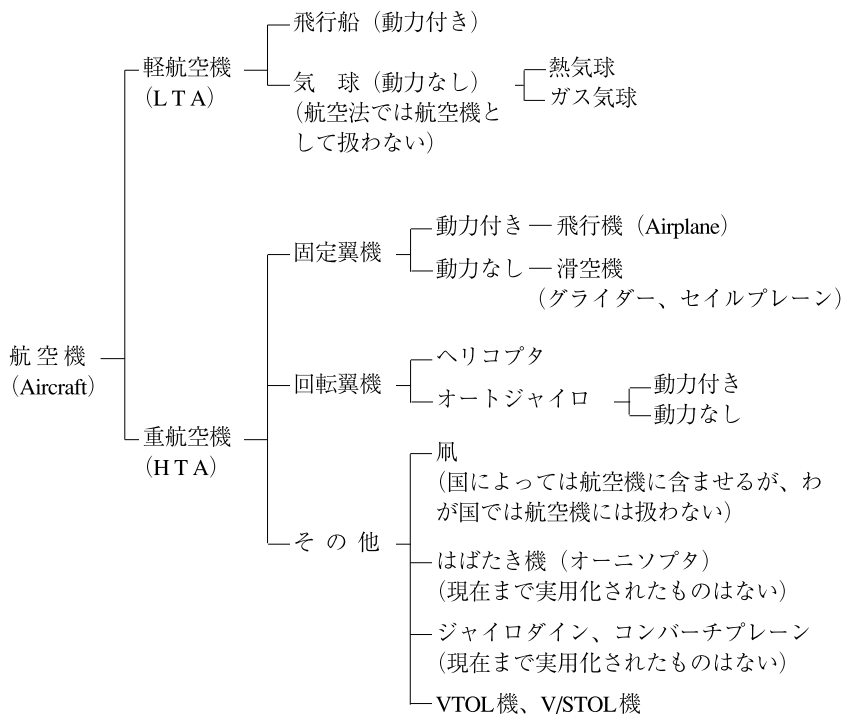 飛行船（動力付き）
軽航空機
(L T A)
気　球（動力なし）
（航空法では航空機と
して扱わない）
熱気球
ガス気球
航 空 機
(Aircraft)
固定翼機
動力付き ― 飛行機（Airplane）
動力なし ― 滑空機
（グライダー、セイルプレーン）
回転翼機
ヘリコプタ
オートジャイロ
動力付き
動力なし
重航空機
(H T A)
そ の 他
凧
（国によっては航空機に含ませるが、わ
が国では航空機には扱わない）
はばたき機（オーニソプタ）
（現在まで実用化されたものはない）
ジャイロダイン、コンバーチプレーン
（現在まで実用化されたものはない）
VTOL機、V/STOL機